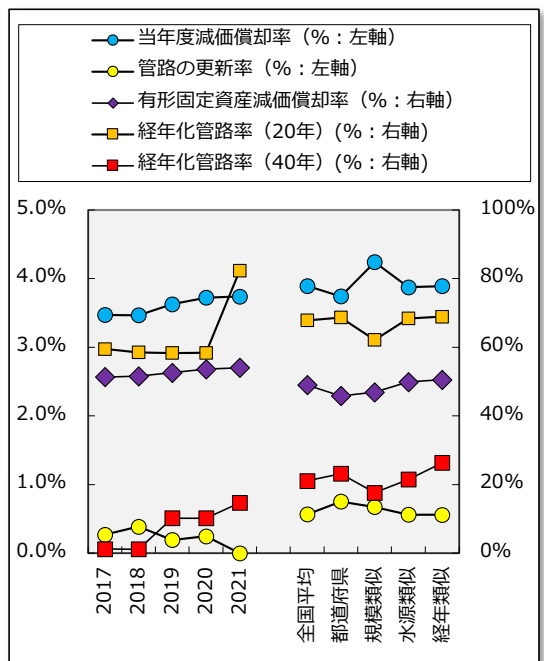 当年度減価償却率（%：左軸）
管路の更新率（%：左軸）
有形固定資産減価償却率（%：右軸）
経年化管路率（20年）(%：右軸)
経年化管路率（40年）(%：右軸)
5.0%
4.0%
3.0%
2.0%
1.0%
0.0%
100%
80%
60%
40%
20%
0%
2017
2018
2019
2020
2021
全国平均
都道府県
規模類似
水源類似
経年類似